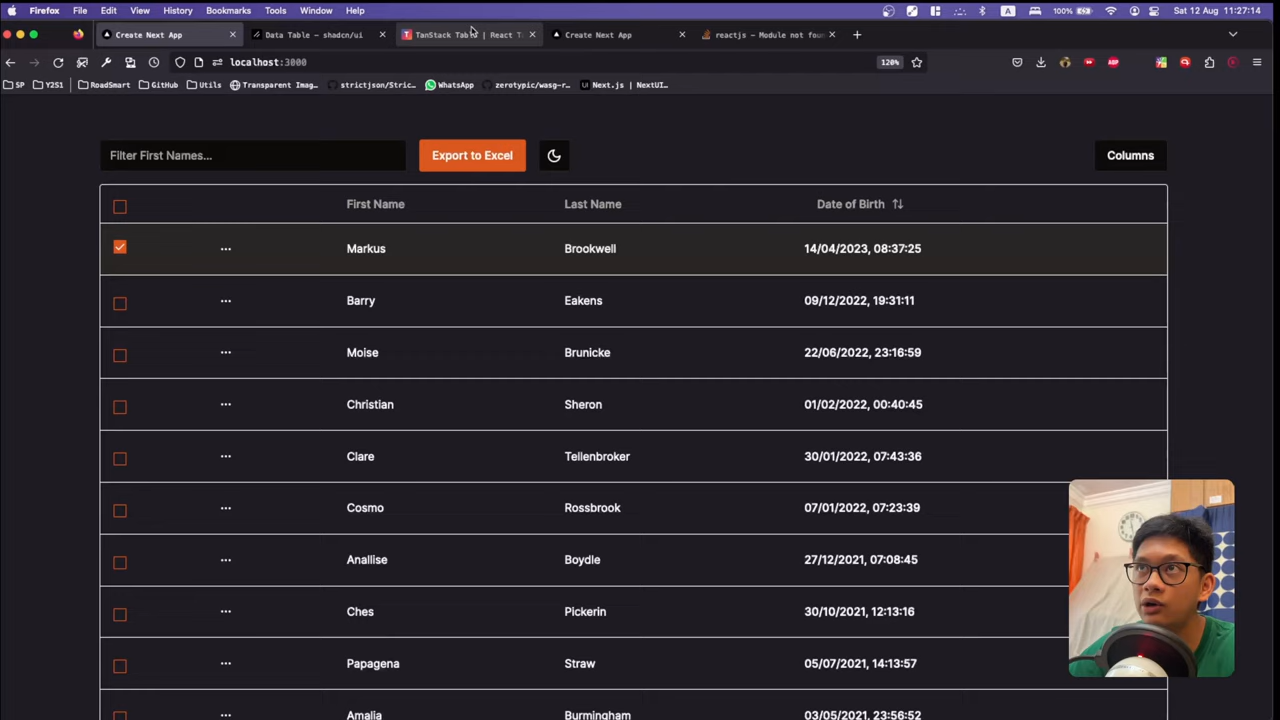 Firefox File Edit View History Bookmarks Tools Window Help A 100% Sat 12 Aug 11:27:14
Create Next App Data Table - shadcn/ui TanStack Tab | React T Create Next App reactjs - Module not foun
localhost:3000 120%
SP Y2S1 RoadSmart GitHub Utils Transparent Imag... strictjson/Stric... WhatsApp zerotypic/wasg-r... Next.js | NextUI...
Filter First Names... Export to Excel Columns
First Name Last Name Date of Birth
Markus Brookwell 14/04/2023, 08:37:25
Barry Eakens 09/12/2022, 19:31:11
Moise Brunicke 22/06/2022, 23:16:59
Christian Sheron 01/02/2022, 00:40:45
Clare Tellenbroker 30/01/2022, 07:43:36
Cosmo Rossbrook 07/01/2022, 07:23:39
Anallise Boydle 27/12/2021, 07:08:45
Ches Pickerin 30/10/2021, 12:13:16
Papagena Straw 05/07/2021, 14:13:57
Amalia Burmingham 03/05/2021, 23:56:52